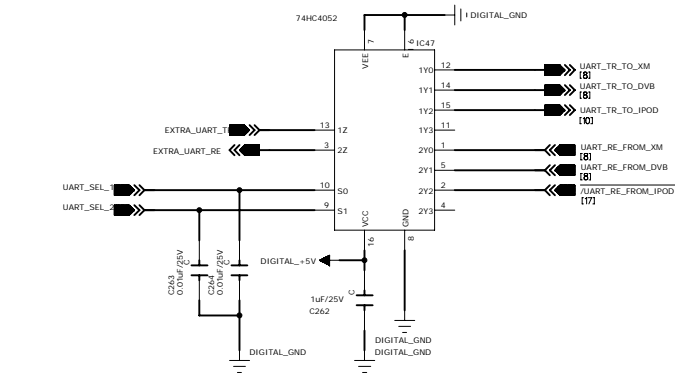 74HC4052
DIGITAL_GND
7
6
IC47
VEE
E
12
1Y0
UART_TR_TO_XM
[8]
14
1Y1
UART_TR_TO_DVB
[8]
15
1Y2
UART_TR_TO_IPOD
[10]
EXTRA_UART_T
13
1Z
1Y3
11
EXTRA_UART_RE
3
2Z
2Y0
1
UART_RE_FROM_XM
[8]
2Y1
5
UART_RE_FROM_DVB
[8]
UART_SEL_1
10
S0
2Y2
2
/UART_RE_FROM_IPOD
[17]
UART_SEL_2
9
S1
2Y3
4
VCC
GND
16
8
DIGITAL_+5V
C263
0.01uF/25V
C
C264
0.01uF/25V
C
1uF/25V
C
C262
DIGITAL_GND
DIGITAL_GND
DIGITAL_GND